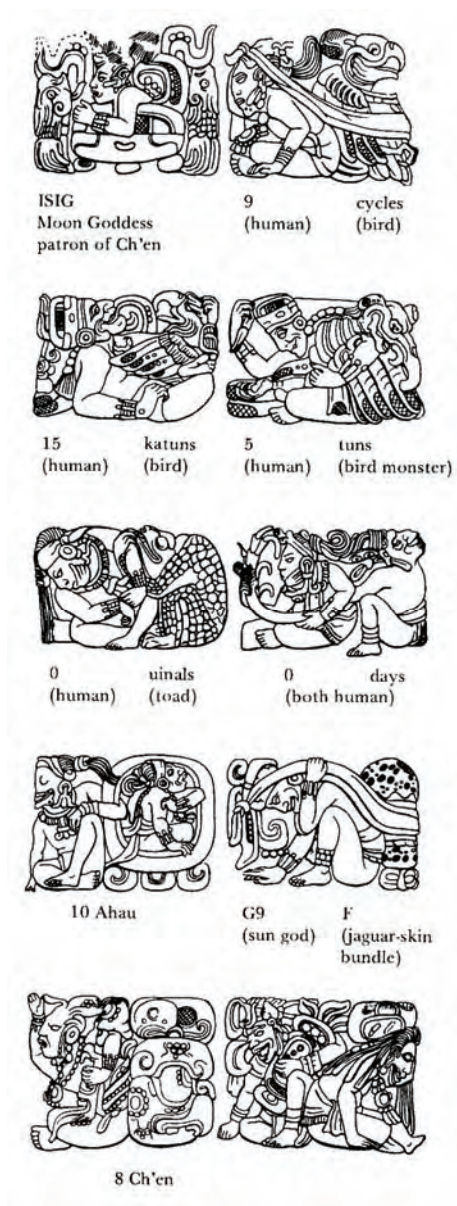 ISIG
Moon Goddess
patron of Ch'en
9 cycles
(human) (bird)
15 katuns
(human) (bird)
5 tuns
(human) (bird monster)
0 uinals
(human) (toad)
0 days
(both human)
10 Ahau
G9 F
(sun god) (jaguar-skin
bundle)
8 Ch'en